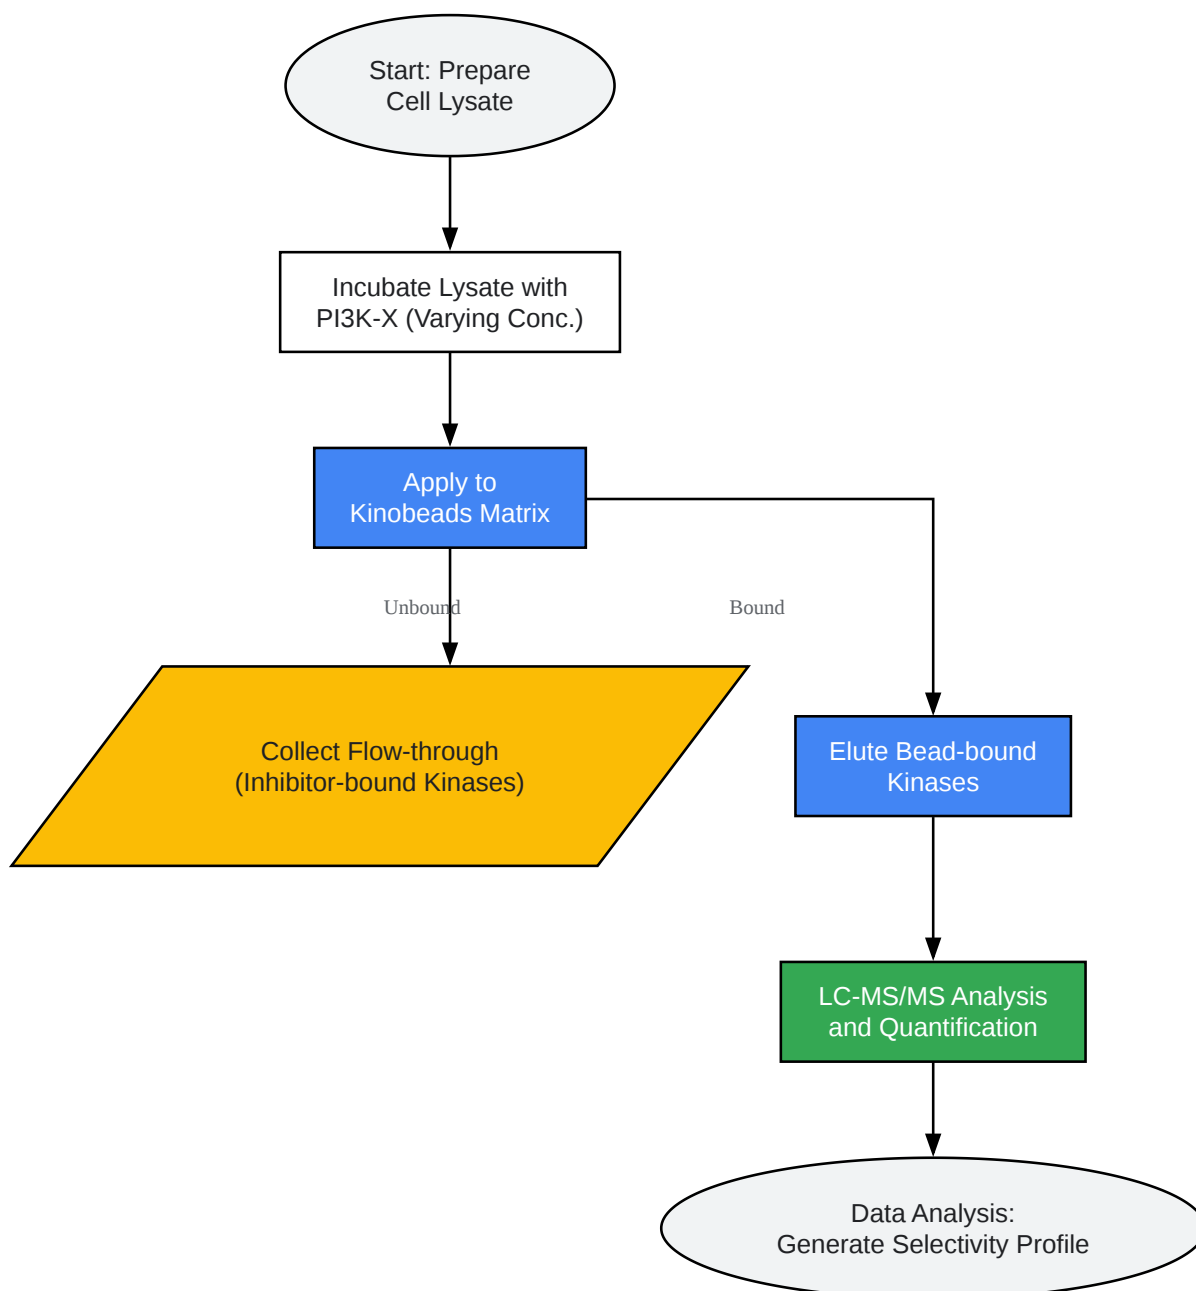 Start: Prepare
Cell Lysate
Incubate Lysate with
PI3K-X (Varying Conc.)
Apply to
Kinobeads Matrix
Unbound
Bound
Collect Flow-through
(Inhibitor-bound Kinases)
Elute Bead-bound
Kinases
LC-MS/MS Analysis
and Quantification
Data Analysis:
Generate Selectivity Profile